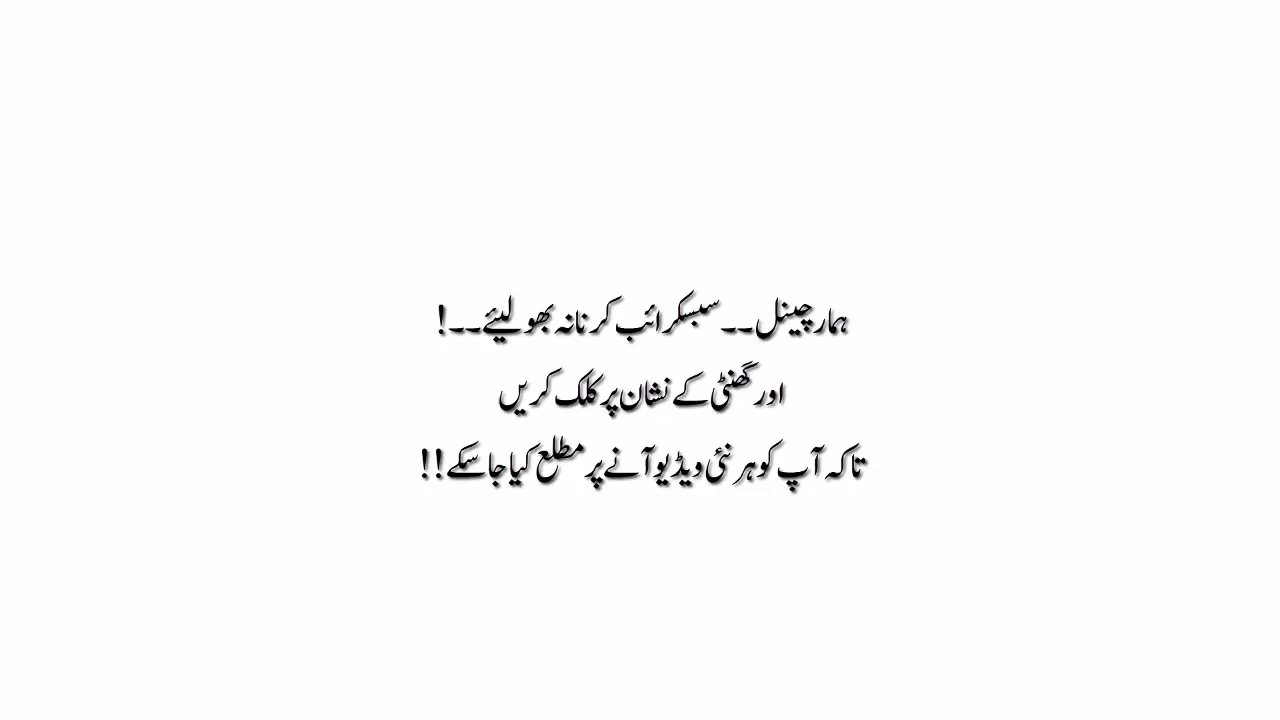 ہمار چینل۔۔ سبسکرائب کرنا نہ بھولیئے۔۔!
اور گھنٹی کے نشان پر کلک کریں
تاکہ آپ کو ہر نئی ویڈیو آنے پر مطلع کیا جا سکے!!